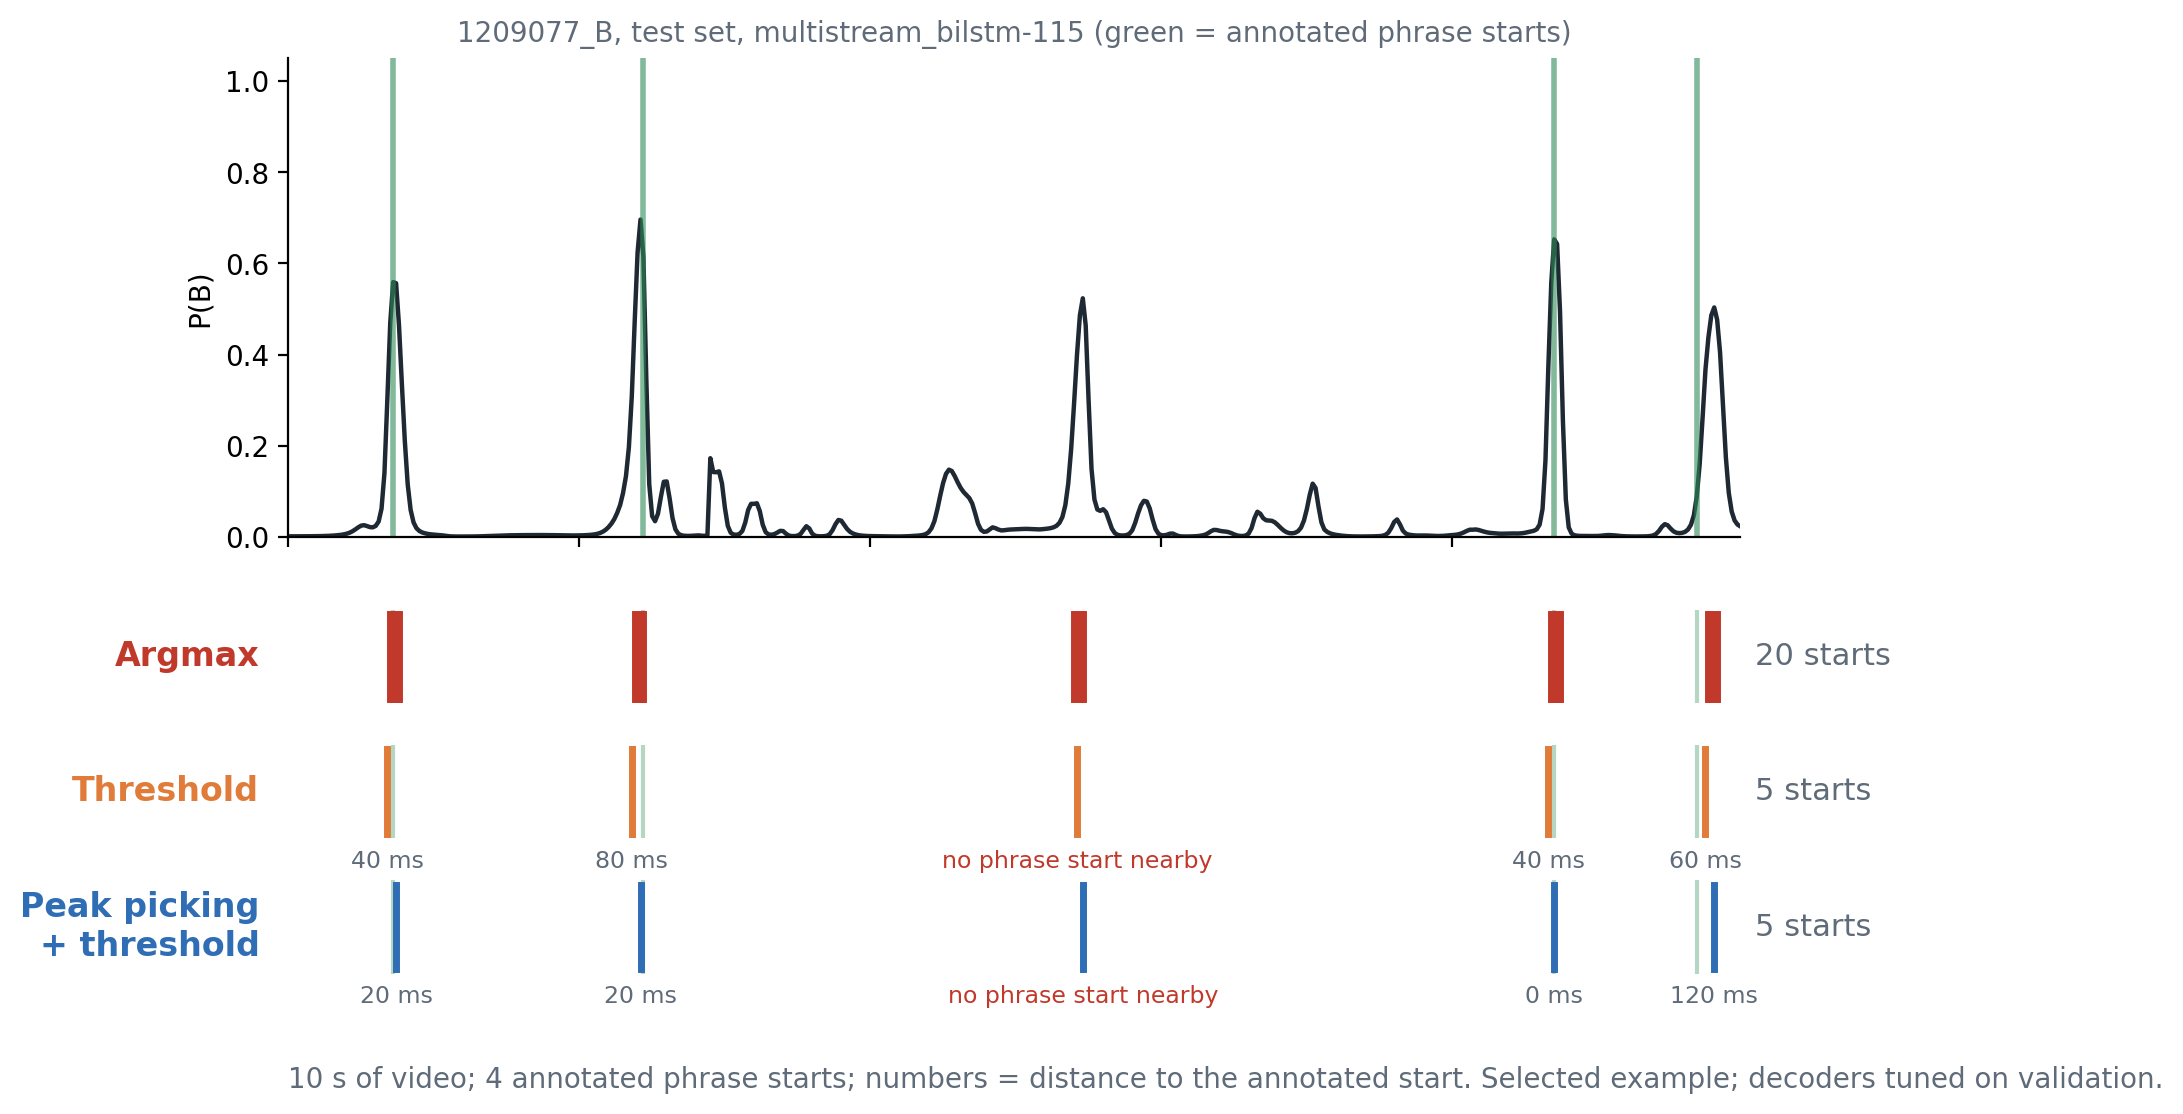 1209077_B, test set, multistream_bilstm-115 (green = annotated phrase starts)
1.0
0.8
0.6
0.4
0.2
0.0
P(B)
Argmax
20 starts
Threshold
5 starts
40 ms
80 ms
no phrase start nearby
40 ms
60 ms
Peak picking
+ threshold
5 starts
20 ms
20 ms
no phrase start nearby
0 ms
120 ms
10 s of video; 4 annotated phrase starts; numbers = distance to the annotated start. Selected example; decoders tuned on validation.